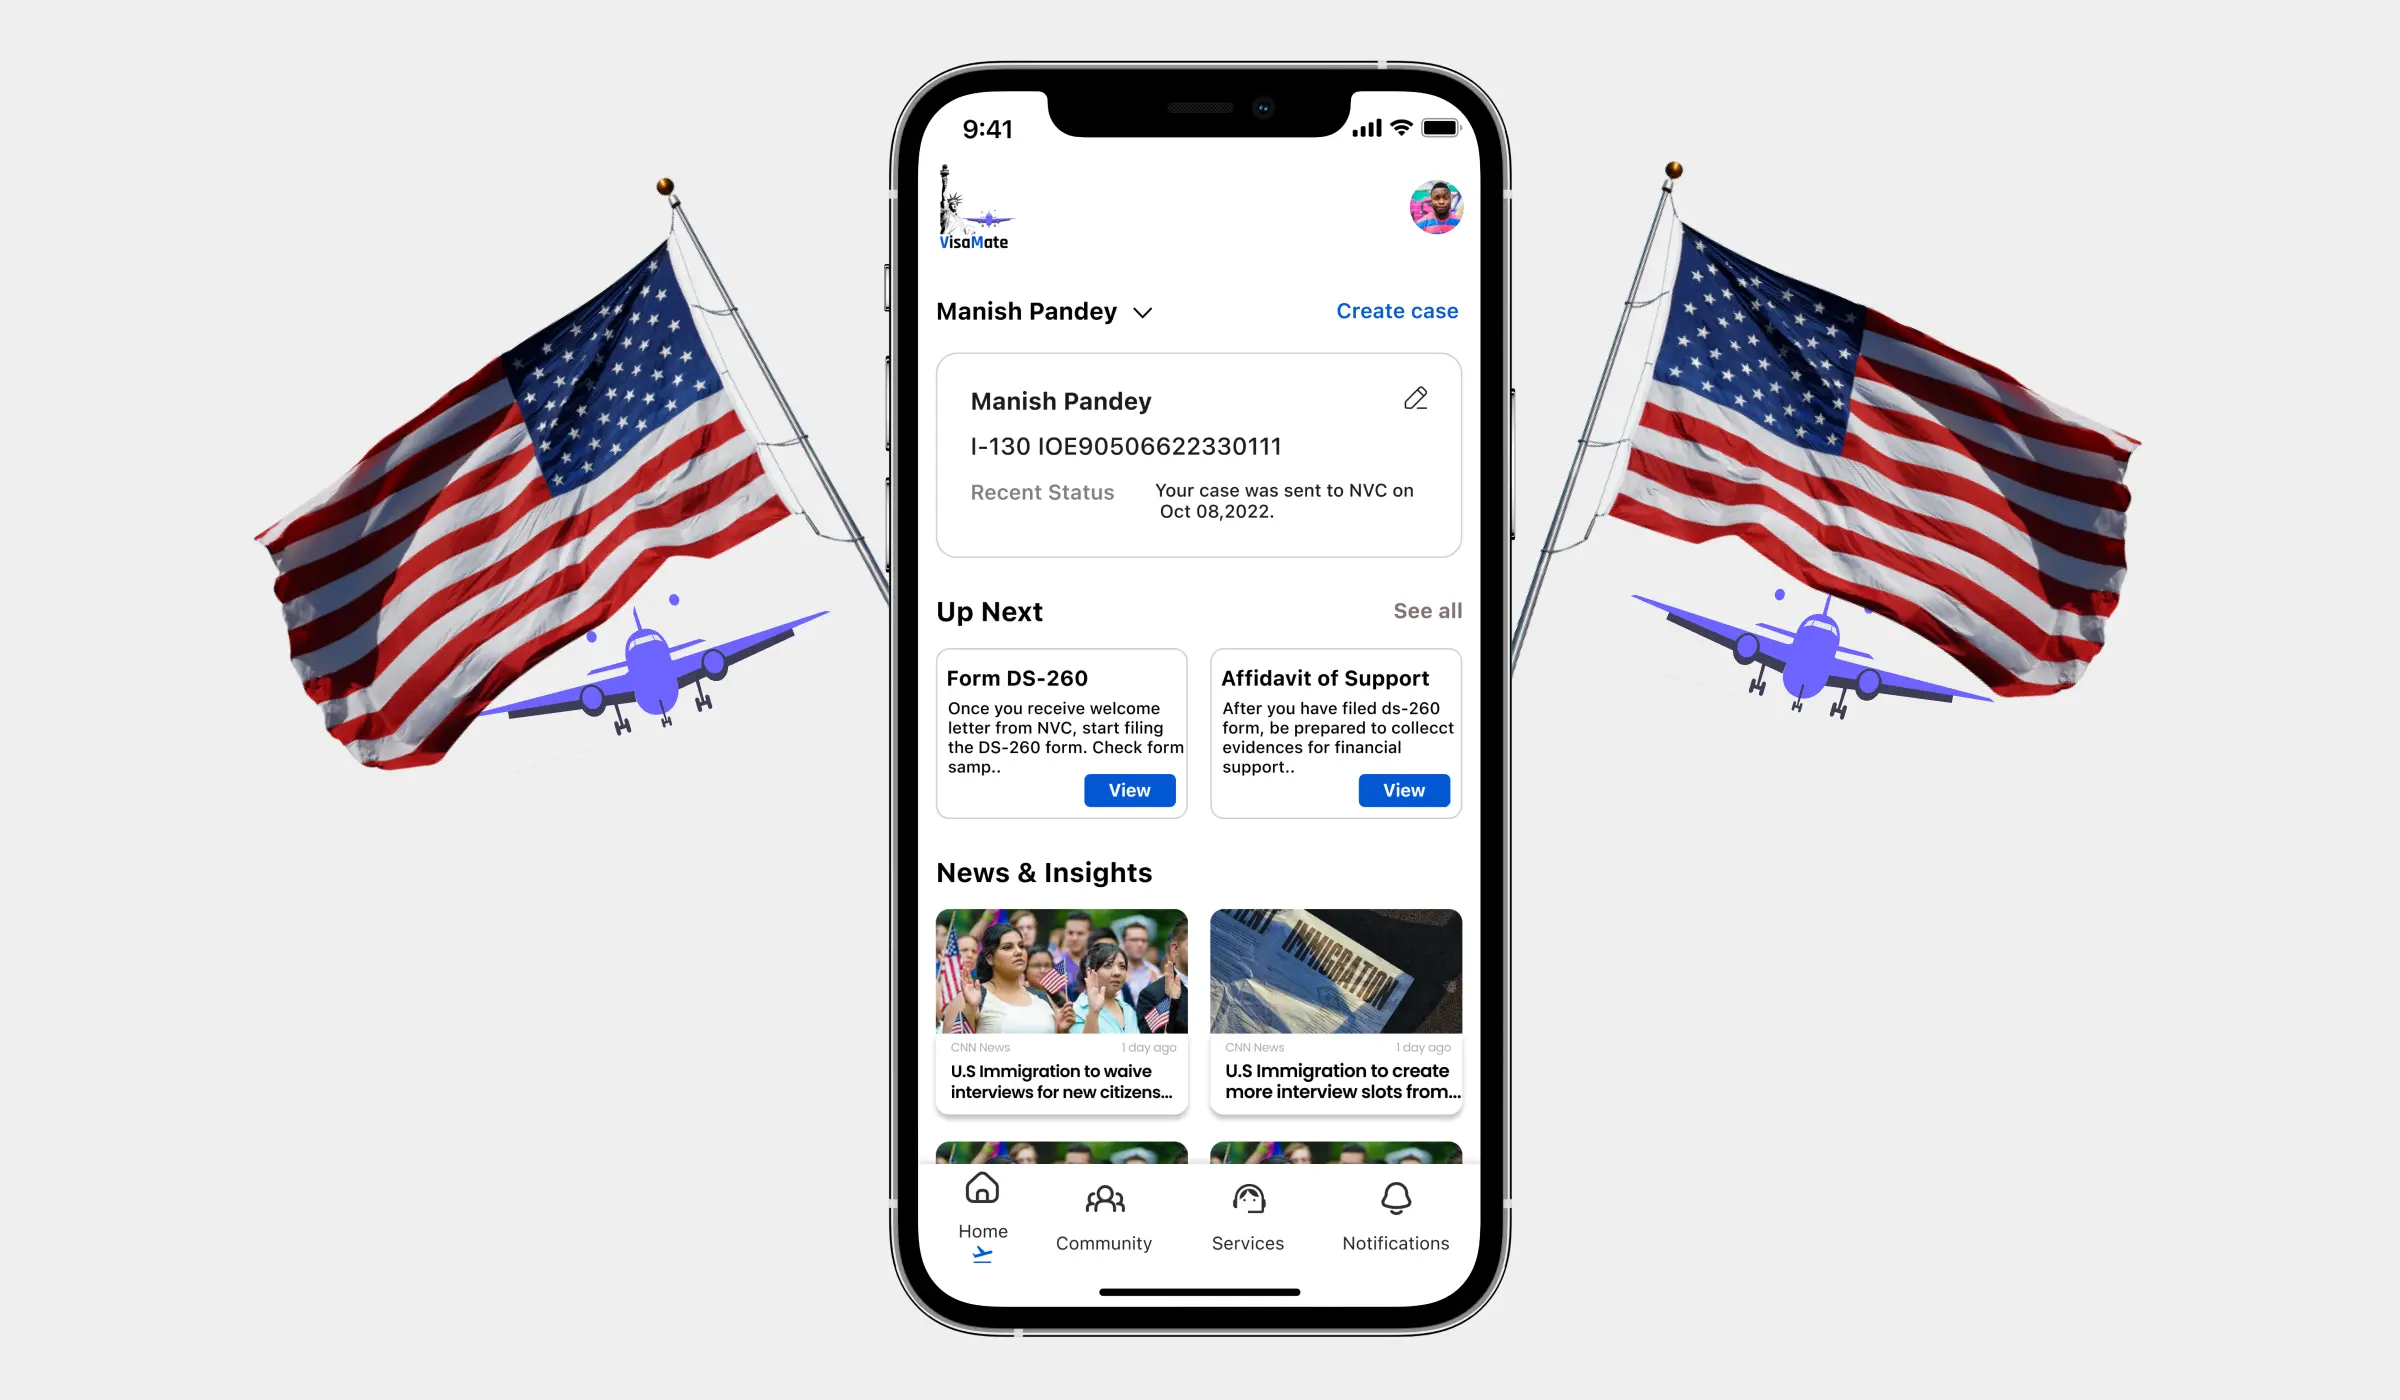 9:41
VisaMate
Manish Pandey
Create case
Manish Pandey
I-130 IOE90506622330111
Recent Status
Your case was sent to NVC on
Oct 08,2022.
Up Next
See all
Form DS-260
Once you receive welcome
letter from NVC, start filing
the DS-260 form. Check form
samp..
View
Affidavit of Support
After you have filed ds-260
form, be prepared to collecct
evidences for financial
support..
View
News & Insights
CNN News
1 day ago
U.S Immigration to waive
interviews for new citizens...
IMMIGRATION
CNN News
1 day ago
U.S Immigration to create
more interview slots from...
Home
Community
Services
Notifications